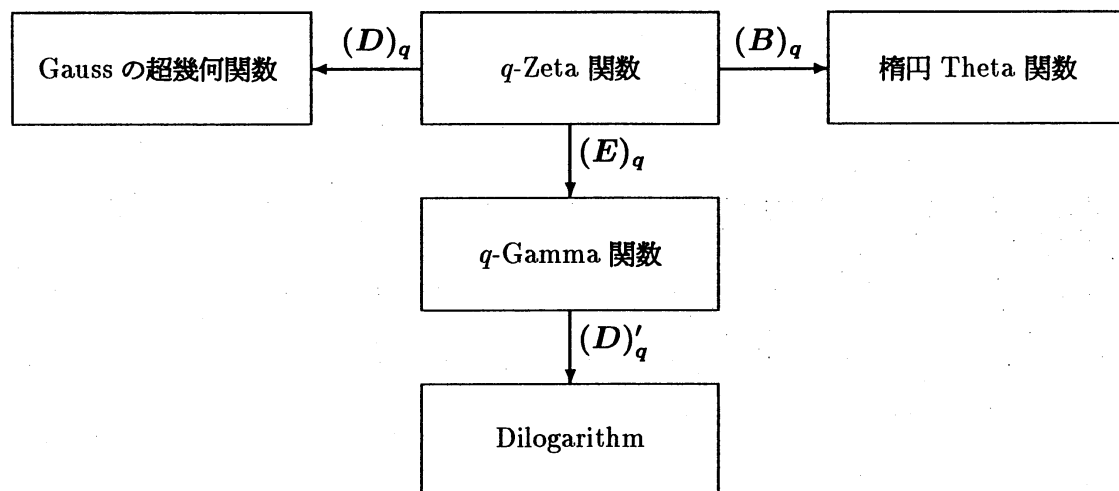 (D)_q
(B)_q
Gauss の超幾何関数
q-Zeta 関数
楕円 Theta 関数
(E)_q
q-Gamma 関数
(D)'_q
Dilogarithm